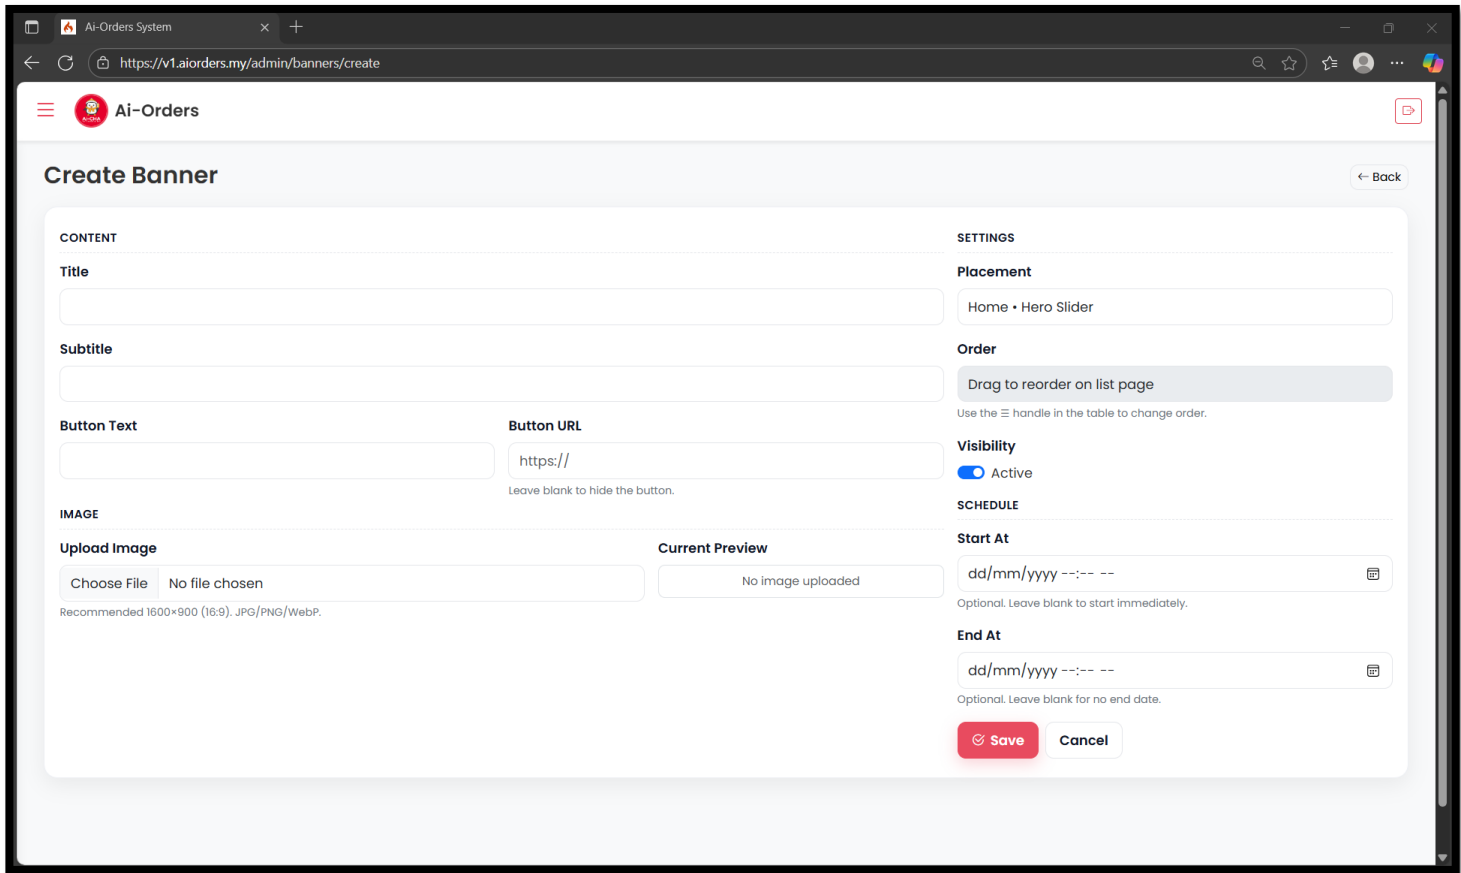 Ai-Orders System
https://v1.aiorders.my/admin/banners/create
AI-CHA
Ai-Orders
Create Banner
← Back
CONTENT
Title
Subtitle
Button Text
Button URL
https://
Leave blank to hide the button.
IMAGE
Upload Image
Choose File No file chosen
Recommended 1600×900 (16:9). JPG/PNG/WebP.
Current Preview
No image uploaded
SETTINGS
Placement
Home • Hero Slider
Order
Drag to reorder on list page
Use the ☰ handle in the table to change order.
Visibility
Active
SCHEDULE
Start At
dd/mm/yyyy --:-- --
Optional. Leave blank to start immediately.
End At
dd/mm/yyyy --:-- --
Optional. Leave blank for no end date.
Save
Cancel